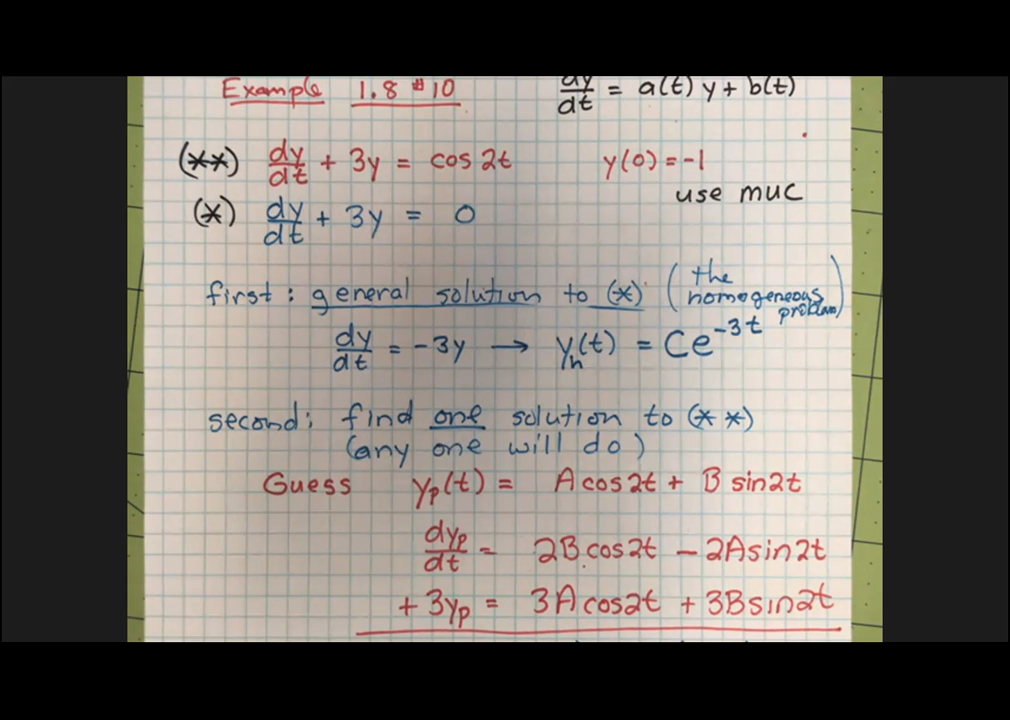 Example 1.8 #10
dy/dt = a(t) y + b(t)
(**) dy/dt + 3y = cos 2t y(0) = -1
use MUC
(*) dy/dt + 3y = 0
first: general solution to (*) (the homogeneous problem)
dy/dt = -3y → y_h(t) = Ce^{-3t}
second: find one solution to (**)
(any one will do)
Guess y_p(t) = A cos 2t + B sin 2t
dy_p/dt = 2B cos 2t - 2A sin 2t
+ 3y_p = 3A cos 2t + 3B sin 2t